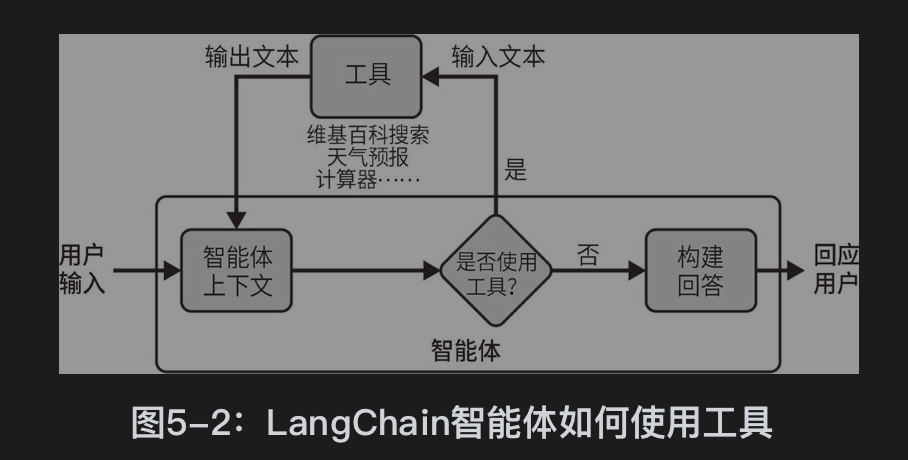 输出文本
工具
输入文本
维基百科搜索
天气预报
计算器……
是
用户
输入
智能体
上下文
是否使用
工具？
否
构建
回答
回应
用户
智能体
图5-2：LangChain智能体如何使用工具